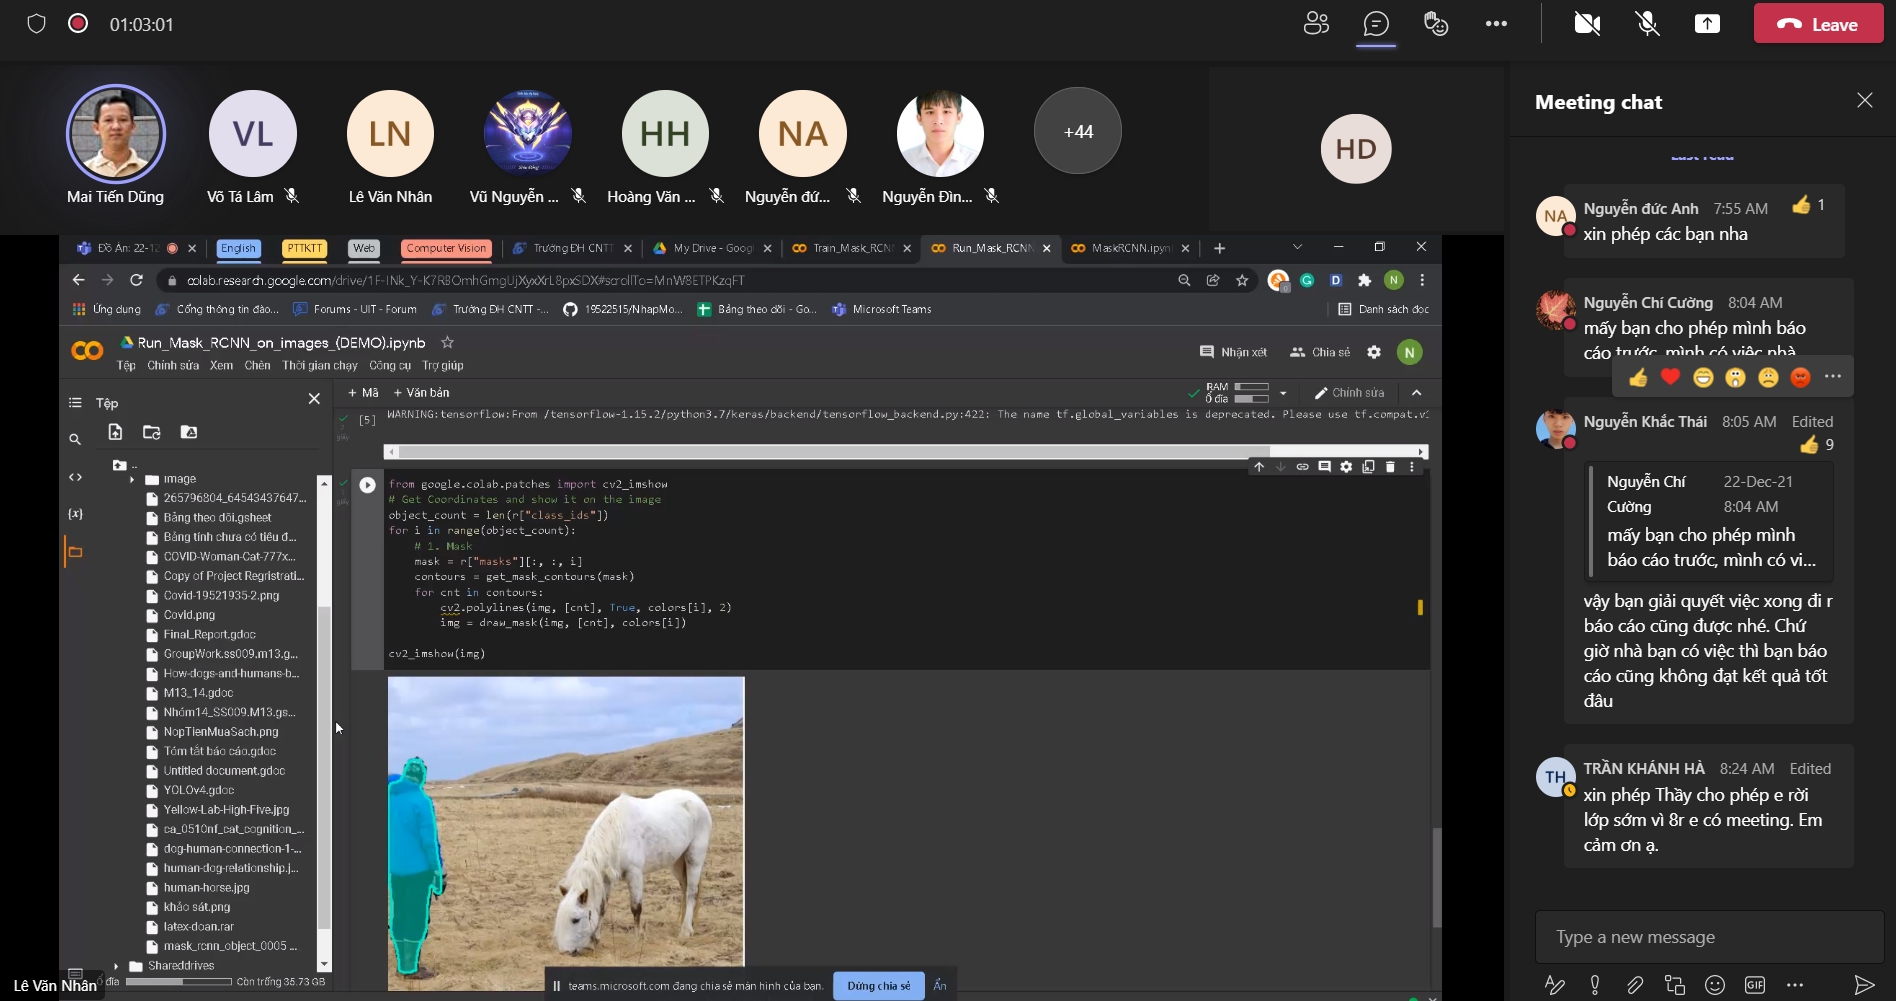 01:03:01
Leave
VL
LN
HH
NA
+44
HD
Mai Tiến Dũng
Võ Tá Lâm
Lê Văn Nhân
Vũ Nguyễn ...
Hoàng Văn ...
Nguyễn đứ...
Nguyễn Đìn...
Đồ Án: 22-12
English
PTTKTT
Web
Computer Vision
Trường ĐH CNTT
My Drive - Goog
Train_Mask_RCN
Run_Mask_RCNN
MaskRCNN.ipyn
colab.research.google.com/drive/
Ứng dụng
Cổng thông tin đào...
Forums - UIT - Forum
Trường ĐH CNTT -...
19522515/NhapMo...
Bảng theo dõi - Go...
Microsoft Teams
Danh sách đọc
Run_Mask_RCNN_on_images_(DEMO).ipynb
Tệp Chỉnh sửa Xem Chèn Thời gian chạy Công cụ Trợ giúp
Nhận xét
Chia sẻ
N
+ Mã + Văn bản
RAM
Ổ đĩa
Chỉnh sửa
Tệp
..
image
265796804_64543437647...
Bảng theo dõi.gsheet
Bảng tính chưa có tiêu đ...
COVID-Woman-Cat-777x...
Copy of Project Regristrati...
Covid-19521935-2.png
Covid.png
Final_Report.gdoc
GroupWork.ss009.m13.g...
How-dogs-and-humans-b...
M13_14.gdoc
Nhóm14_SS009.M13.gs...
NopTienMuaSach.png
Tóm tắt báo cáo.gdoc
Untitled document.gdoc
YOLOv4.gdoc
Yellow-Lab-High-Five.jpg
ca_0510nf_cat_cognition_...
dog-human-connection-1-...
human-dog-relationship.j...
human-horse.jpg
khảo sát.png
latex-doan.rar
mask_rcnn_object_0005 ...
Shareddrives
đĩa
Còn trống 35.73 GB
[5]
WARNING:tensorflow:From /tensorflow-1.15.2/python3.7/keras/backend/tensorflow_backend.py:422: The name tf.global_variables is deprecated. Please use tf.compat.v1
from google.colab.patches import cv2_imshow
# Get Coordinates and show it on the image
object_count = len(r["class_ids"])
for i in range(object_count):
# 1. Mask
mask = r["masks"][:, :, i]
contours = get_mask_contours(mask)
for cnt in contours:
cv2.polylines(img, [cnt], True, colors[i], 2)
img = draw_mask(img, [cnt], colors[i])
cv2_imshow(img)
teams.microsoft.com đang chia sẻ màn hình của bạn.
Dừng chia sẻ
Ẩn
Lê Văn Nhân
Meeting chat
Last read
NA
Nguyễn đức Anh 7:55 AM
1
xin phép các bạn nha
Nguyễn Chí Cường 8:04 AM
mấy bạn cho phép mình báo
cáo trước, mình có việc nhà
Nguyễn Khắc Thái 8:05 AM Edited
9
Nguyễn Chí 22-Dec-21
Cường 8:04 AM
mấy bạn cho phép mình
báo cáo trước, mình có vi...
vậy bạn giải quyết việc xong đi r
báo cáo cũng được nhé. Chứ
giờ nhà bạn có việc thì bạn báo
cáo cũng không đạt kết quả tốt
đâu
TH
TRẦN KHÁNH HÀ 8:24 AM Edited
xin phép Thầy cho phép e rời
lớp sớm vì 8r e có meeting. Em
cảm ơn ạ.
Type a new message
GIF